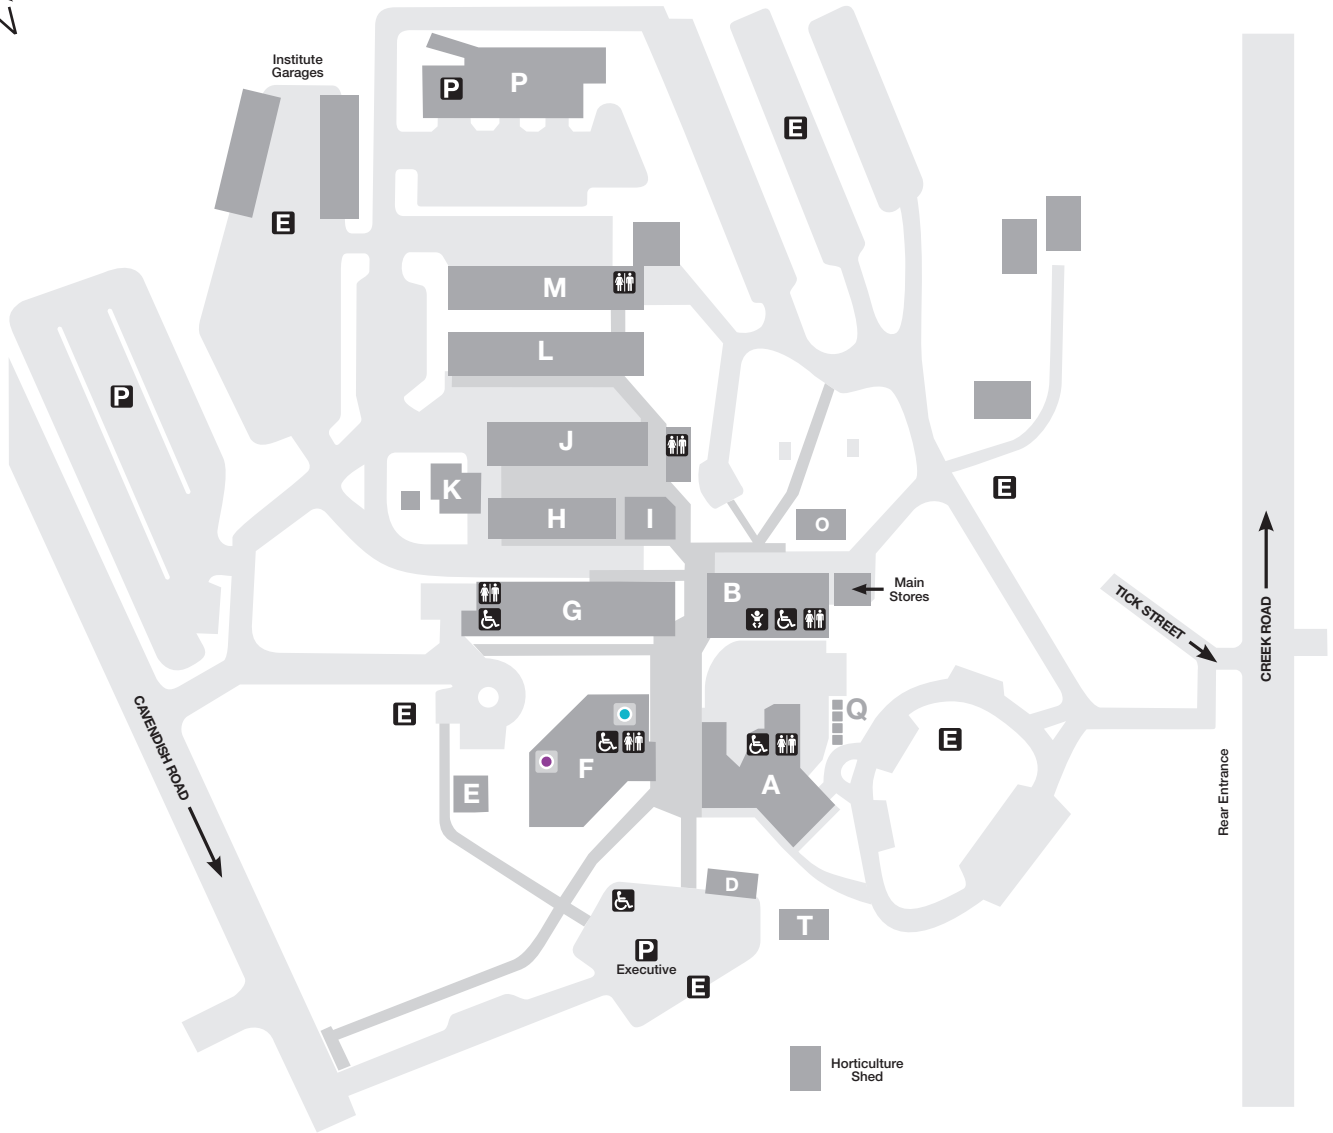 Institute
Garages
P
P
E
E
M
L
P
J
K
H
I
E
O
B
Main
Stores
G
TICK STREET
CREEK ROAD
CAVENDISH ROAD
E
Q
E
F
A
E
Rear Entrance
D
T
P
Executive
E
Horticulture
Shed